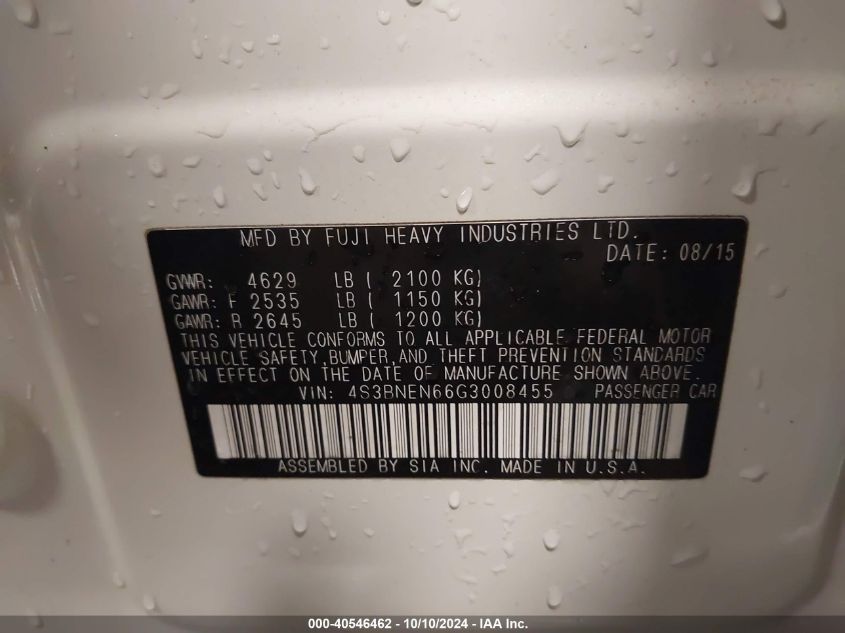 MFD BY FUJI HEAVY INDUSTRIES LTD.
DATE: 08/15
GVWR: 4629 LB ( 2100 KG)
GAWR: F 2535 LB ( 1150 KG)
GAWR: R 2645 LB ( 1200 KG)
THIS VEHICLE CONFORMS TO ALL APPLICABLE FEDERAL MOTOR
VEHICLE SAFETY, BUMPER, AND THEFT PREVENTION STANDARDS
IN EFFECT ON THE DATE OF MANUFACTURE SHOWN ABOVE.
VIN: 4S3BNEN66G3008455 PASSENGER CAR
ASSEMBLED BY SIA INC. MADE IN U.S.A.
000-40546462 - 10/10/2024 - IAA Inc.